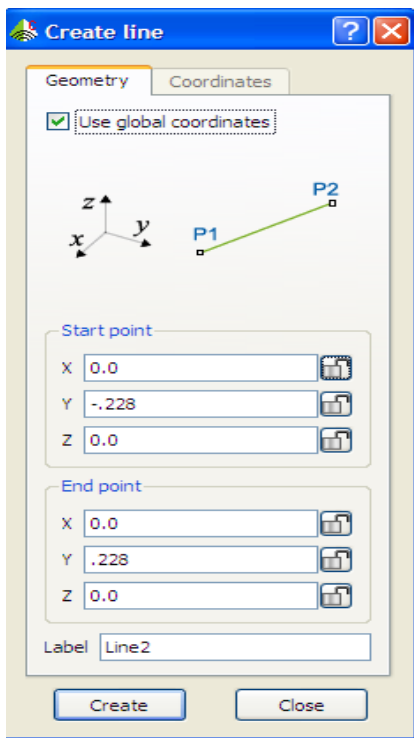 Create line
Geometry Coordinates
Use global coordinates
z
x
y
P1
P2
Start point
X 0.0
Y -.228
Z 0.0
End point
X 0.0
Y .228
Z 0.0
Label Line2
Create Close